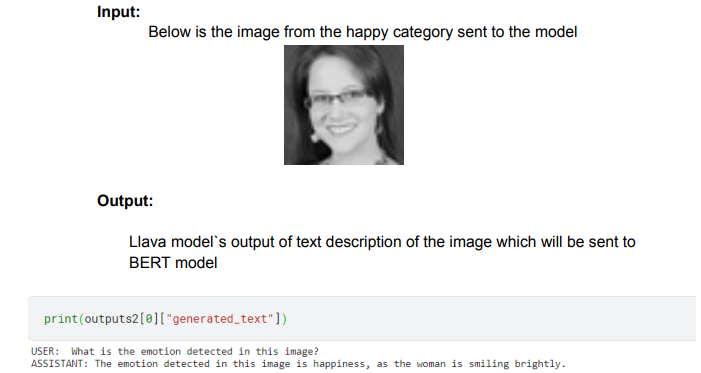 Input:
Below is the image from the happy category sent to the model
Output:
Llava model`s output of text description of the image which will be sent to
BERT model
print(outputs2[0]["generated_text"])
USER:  What is the emotion detected in this image?
ASSISTANT: The emotion detected in this image is happiness, as the woman is smiling brightly.